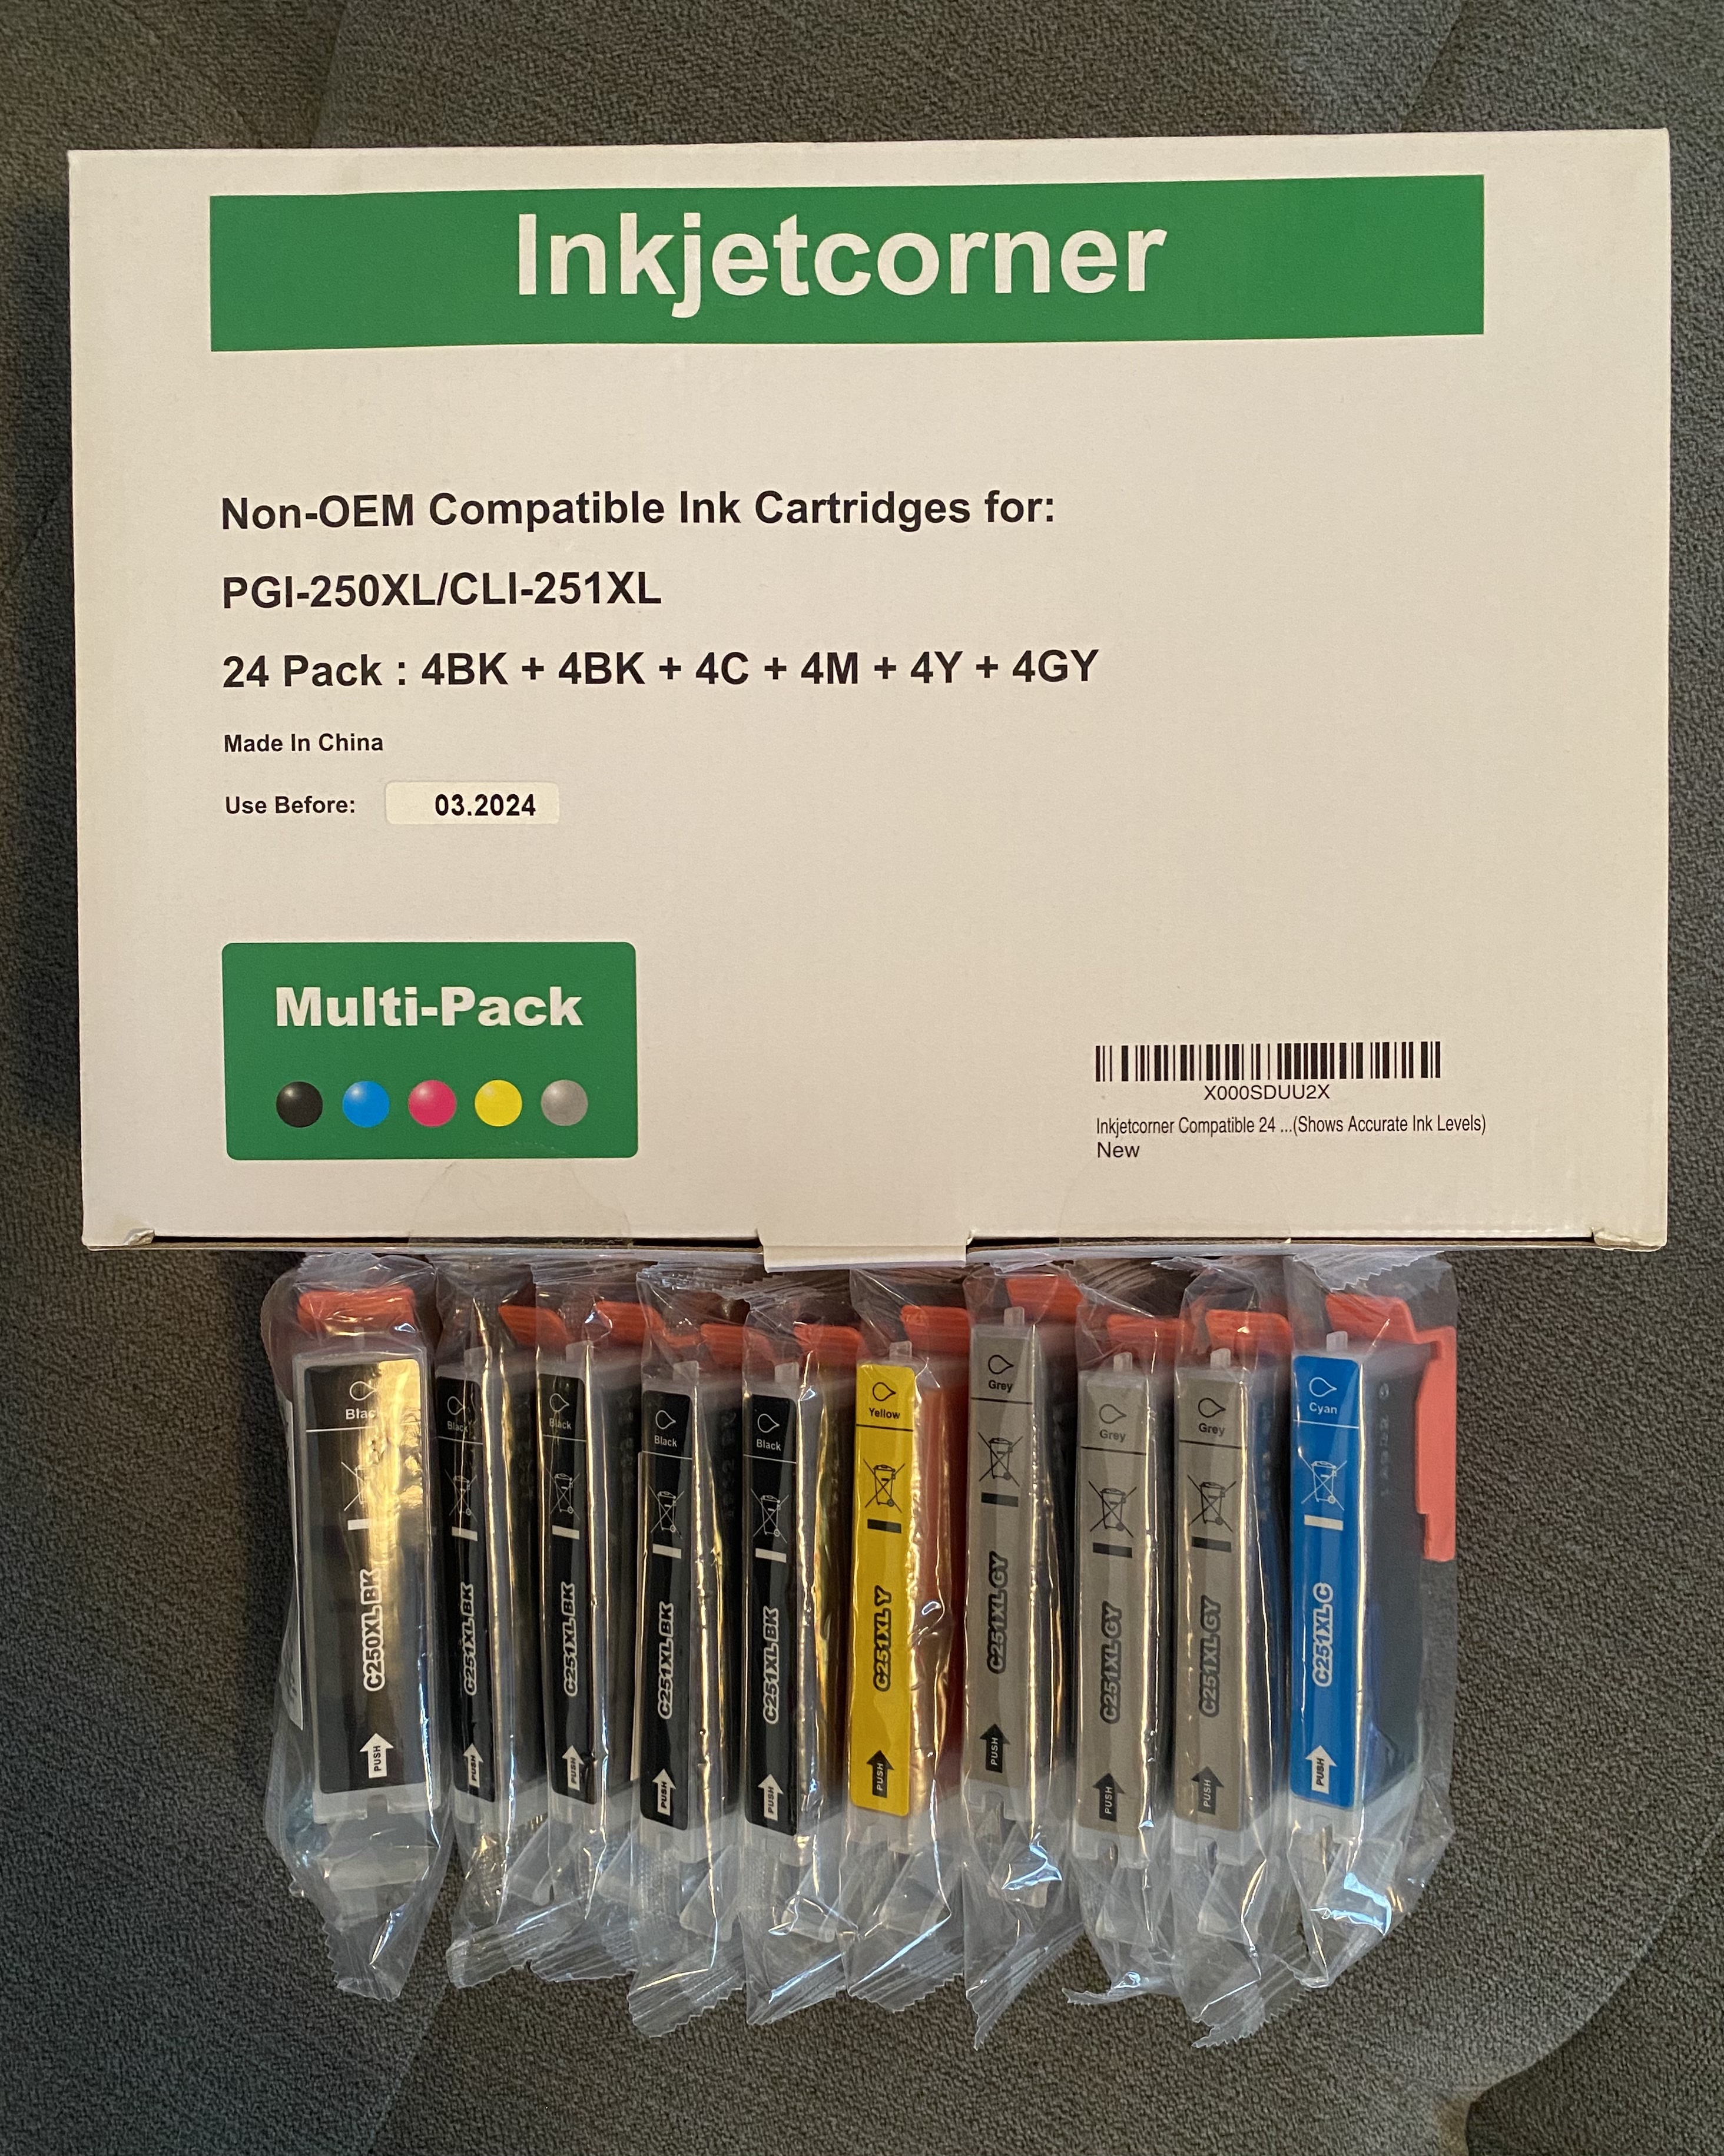 Inkjetcorner
Non-OEM Compatible Ink Cartridges for:
PGI-250XL/CLI-251XL
24 Pack : 4BK + 4BK + 4C + 4M + 4Y + 4GY
Made In China
Use Before: 03.2024
Multi-Pack
X000SDUU2X
Inkjetcorner Compatible 24 ...(Shows Accurate Ink Levels)
New
Black
C250XL BK
PUSH
Black
C251XL BK
PUSH
Black
C251XL BK
PUSH
Black
C251XL BK
PUSH
Black
C251XL BK
PUSH
Yellow
C251XL Y
PUSH
Grey
C251XL GY
PUSH
Grey
C251XL GY
PUSH
Grey
C251XL GY
PUSH
Cyan
C251XL C
PUSH